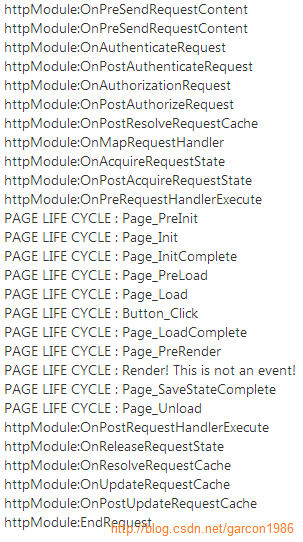 httpModule:OnPreSendRequestContent
httpModule:OnPreSendRequestContent
httpModule:OnAuthenticateRequest
httpModule:OnPostAuthenticateRequest
httpModule:OnAuthorizationRequest
httpModule:OnPostAuthorizeRequest
httpModule:OnPostResolveRequestCache
httpModule:OnMapRequestHandler
httpModule:OnAcquireRequestState
httpModule:OnPostAcquireRequestState
httpModule:OnPreRequestHandlerExecute
PAGE LIFE CYCLE : Page_PreInit
PAGE LIFE CYCLE : Page_Init
PAGE LIFE CYCLE : Page_InitComplete
PAGE LIFE CYCLE : Page_PreLoad
PAGE LIFE CYCLE : Page_Load
PAGE LIFE CYCLE : Button_Click
PAGE LIFE CYCLE : Page_LoadComplete
PAGE LIFE CYCLE : Page_PreRender
PAGE LIFE CYCLE : Render! This is not an event!
PAGE LIFE CYCLE : Page_SaveStateComplete
PAGE LIFE CYCLE : Page_Unload
httpModule:OnPostRequestHandlerExecute
httpModule:OnReleaseRequestState
httpModule:OnResolveRequestCache
httpModule:OnUpdateRequestCache
httpModule:OnPostUpdateRequestCache
httpModule:EndRequest
http://blog.csdn.net/garcon1986